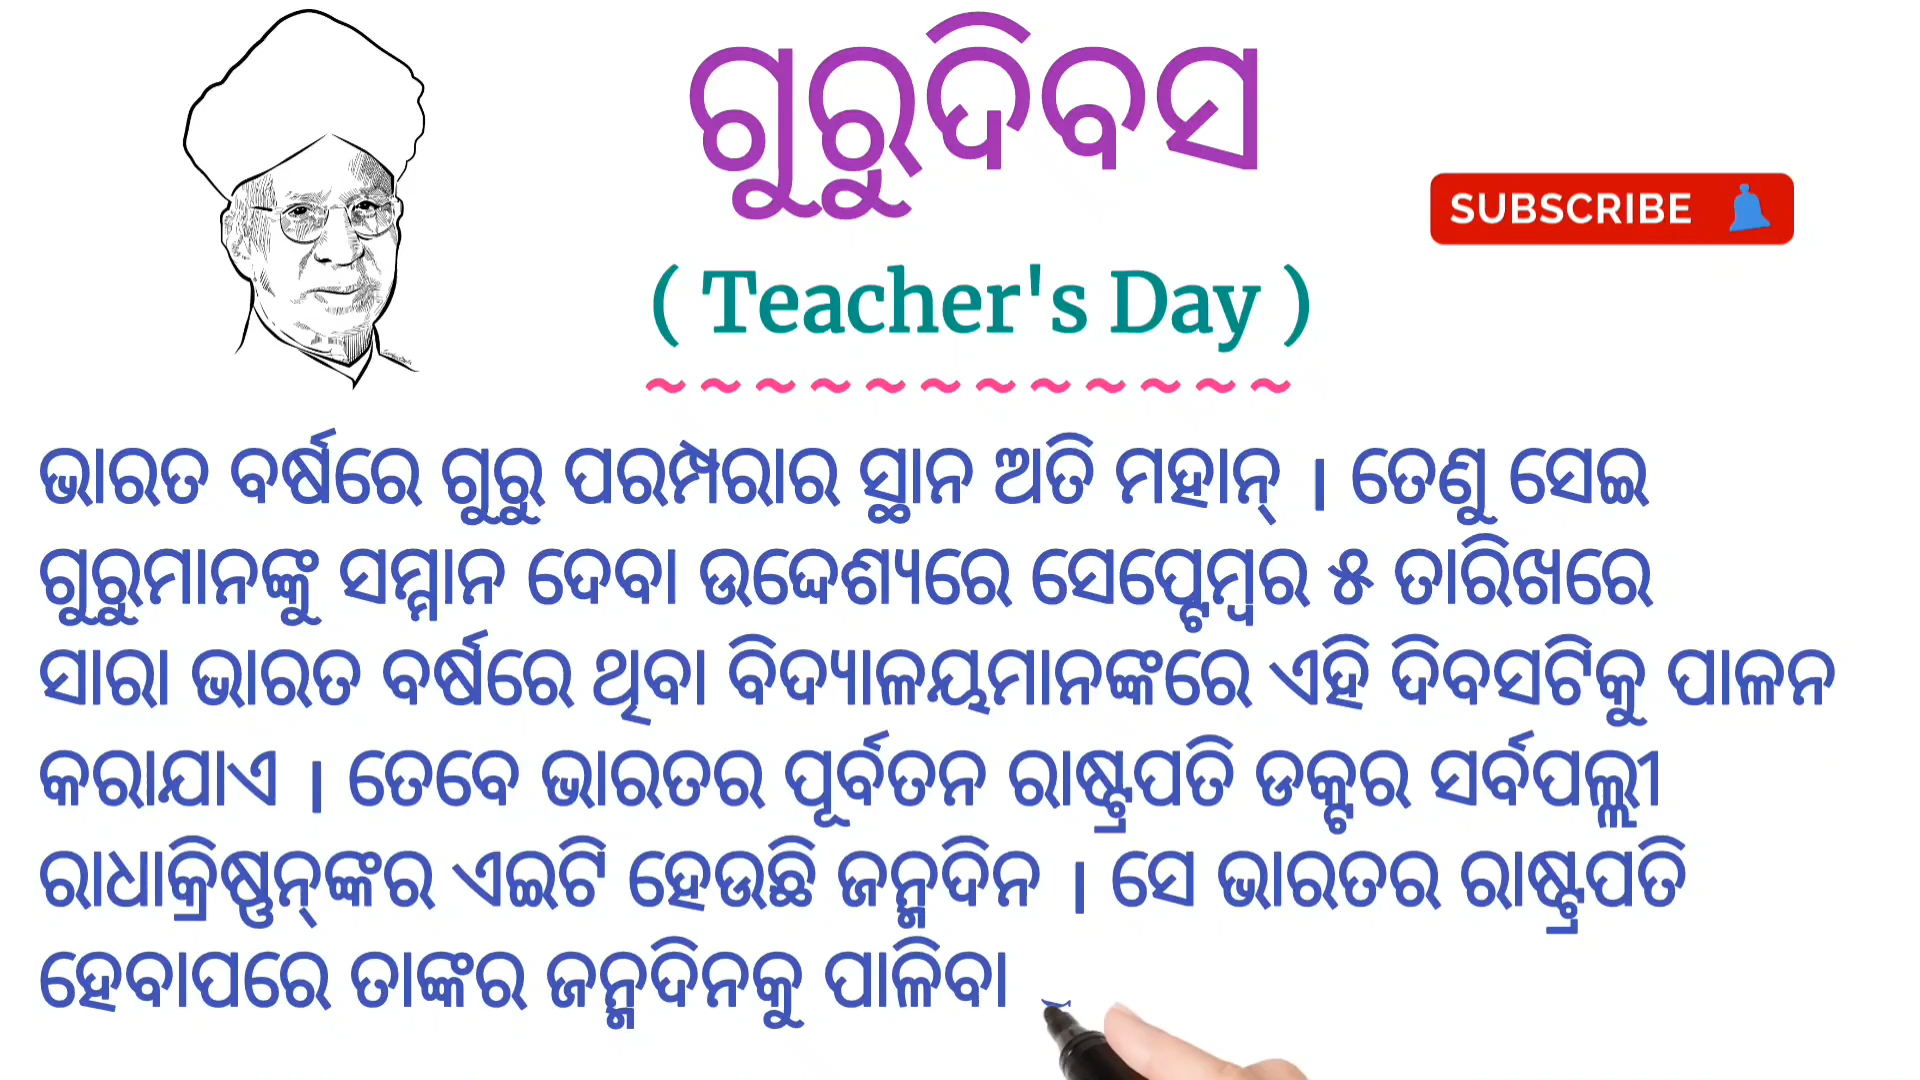 ଗୁରୁଦିବସ
SUBSCRIBE
( Teacher's Day )
~ ~ ~ ~ ~ ~ ~ ~ ~ ~ ~ ~
ଭାରତ ବର୍ଷରେ ଗୁରୁ ପରମ୍ପରାର ସ୍ଥାନ ଅତି ମହାନ୍ । ତେଣୁ ସେଇ
ଗୁରୁମାନଙ୍କୁ ସମ୍ମାନ ଦେବା ଉଦ୍ଦେଶ୍ୟରେ ସେପ୍ଟେମ୍ବର ୫ ତାରିଖରେ
ସାରା ଭାରତ ବର୍ଷରେ ଥିବା ବିଦ୍ୟାଳୟମାନଙ୍କରେ ଏହି ଦିବସଟିକୁ ପାଳନ
କରାଯାଏ । ତେବେ ଭାରତର ପୂର୍ବତନ ରାଷ୍ଟ୍ରପତି ଡକ୍ଟର ସର୍ବପଲ୍ଲୀ
ରାଧାକ୍ରିଷ୍ଣନ୍‌ଙ୍କର ଏଇଟି ହେଉଛି ଜନ୍ମଦିନ । ସେ ଭାରତର ରାଷ୍ଟ୍ରପତି
ହେବାପରେ ତାଙ୍କର ଜନ୍ମଦିନକୁ ପାଳିବା